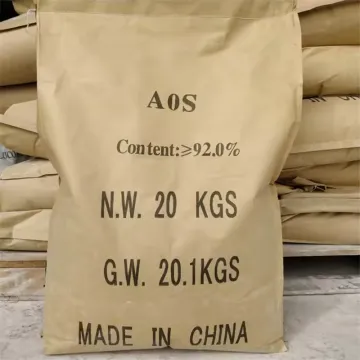 AOS
Content:≥92.0%
N.W. 20 KGS
G.W. 20.1KGS
MADE IN CHINA